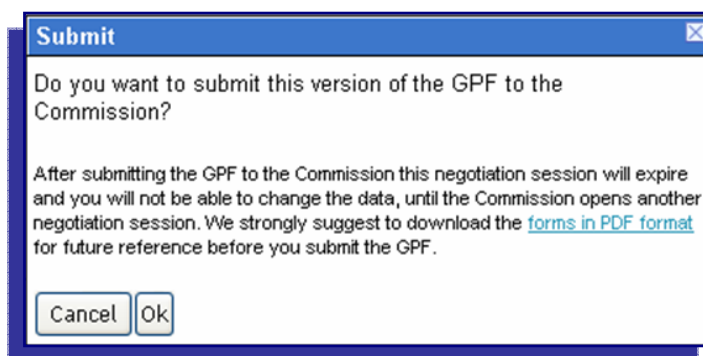 Submit
Do you want to submit this version of the GPF to the
Commission?
After submitting the GPF to the Commission this negotiation session will expire
and you will not be able to change the data, until the Commission opens another
negotiation session. We strongly suggest to download the forms in PDF format
for future reference before you submit the GPF.
Cancel Ok